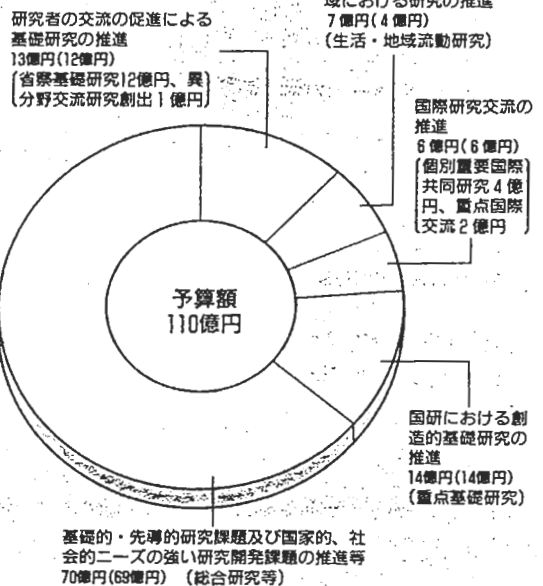 研究者の交流の促進による
基礎研究の推進
13億円(12億円)
〔省際基礎研究12億円、異
分野交流研究創出1億円〕
域における研究の推進
7億円(4億円)
(生活・地域流動研究)
国際研究交流の
推進
6億円(6億円)
〔個別重要国際
共同研究4億
円、重点国際
交流2億円〕
予算額
110億円
国研における創
造的基礎研究の
推進
14億円(14億円)
(重点基礎研究)
基礎的・先導的研究課題及び国家的、社
会的ニーズの強い研究開発課題の推進等
70億円(69億円) (総合研究等)